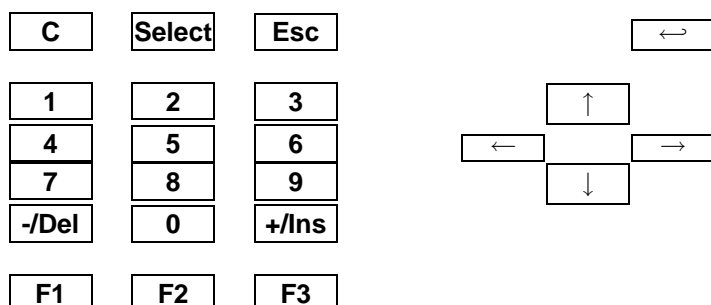 C Select Esc ↩
1 2 3 ↑
4 5 6 ← →
7 8 9 ↓
-/Del 0 +/Ins
F1 F2 F3